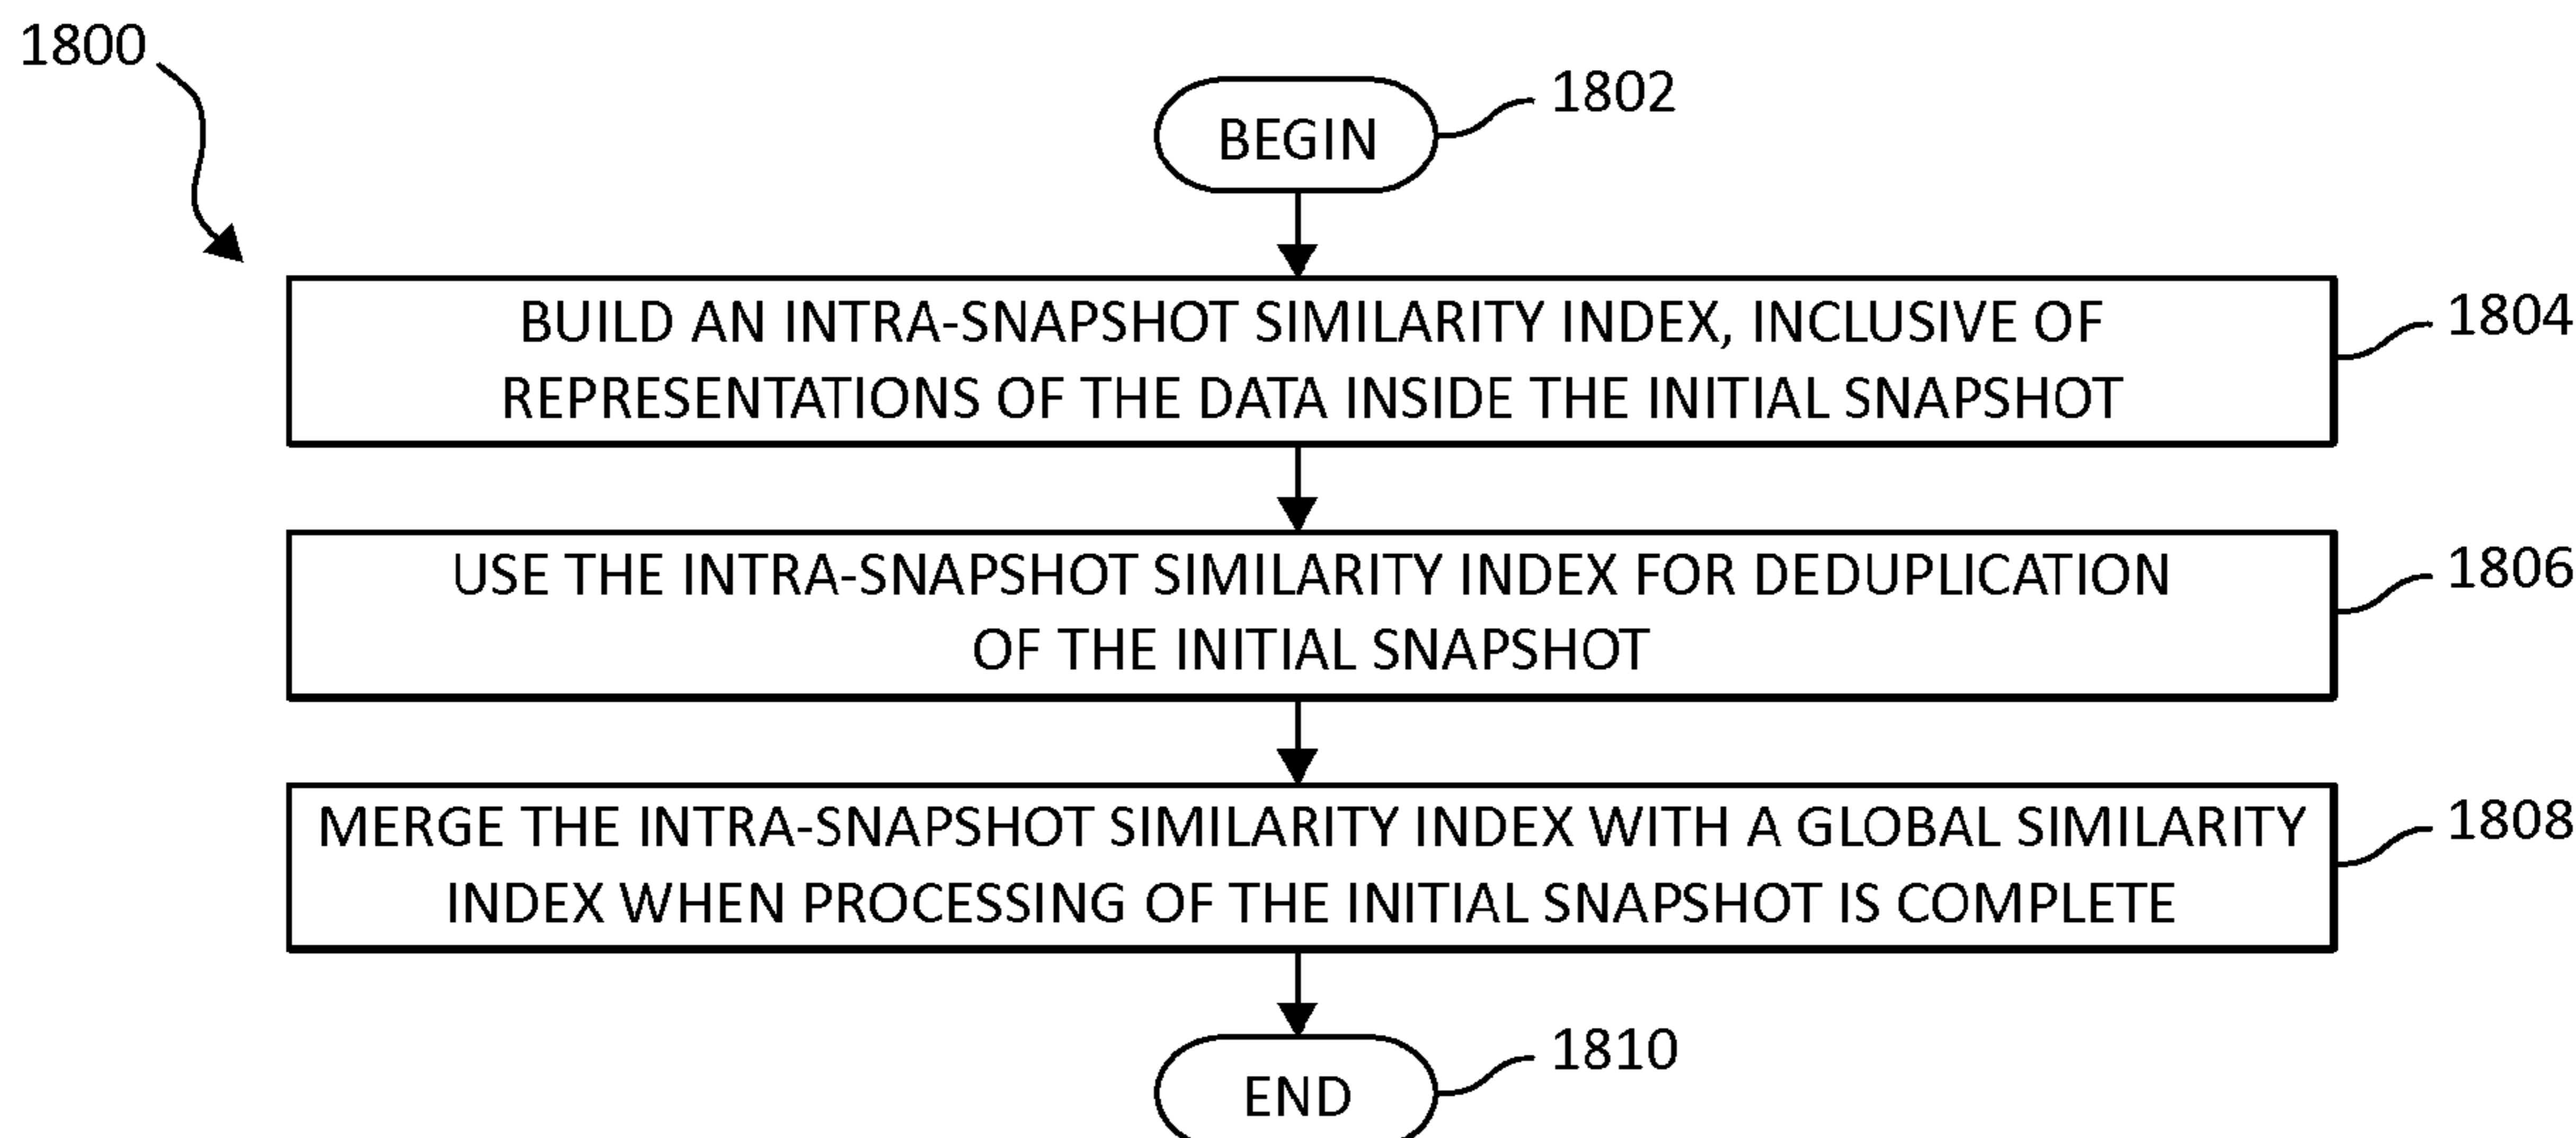 1800
BEGIN
1802
BUILD AN INTRA-SNAPSHOT SIMILARITY INDEX, INCLUSIVE OF
REPRESENTATIONS OF THE DATA INSIDE THE INITIAL SNAPSHOT
1804
USE THE INTRA-SNAPSHOT SIMILARITY INDEX FOR DEDUPLICATION
OF THE INITIAL SNAPSHOT
1806
MERGE THE INTRA-SNAPSHOT SIMILARITY INDEX WITH A GLOBAL SIMILARITY
INDEX WHEN PROCESSING OF THE INITIAL SNAPSHOT IS COMPLETE
1808
END
1810